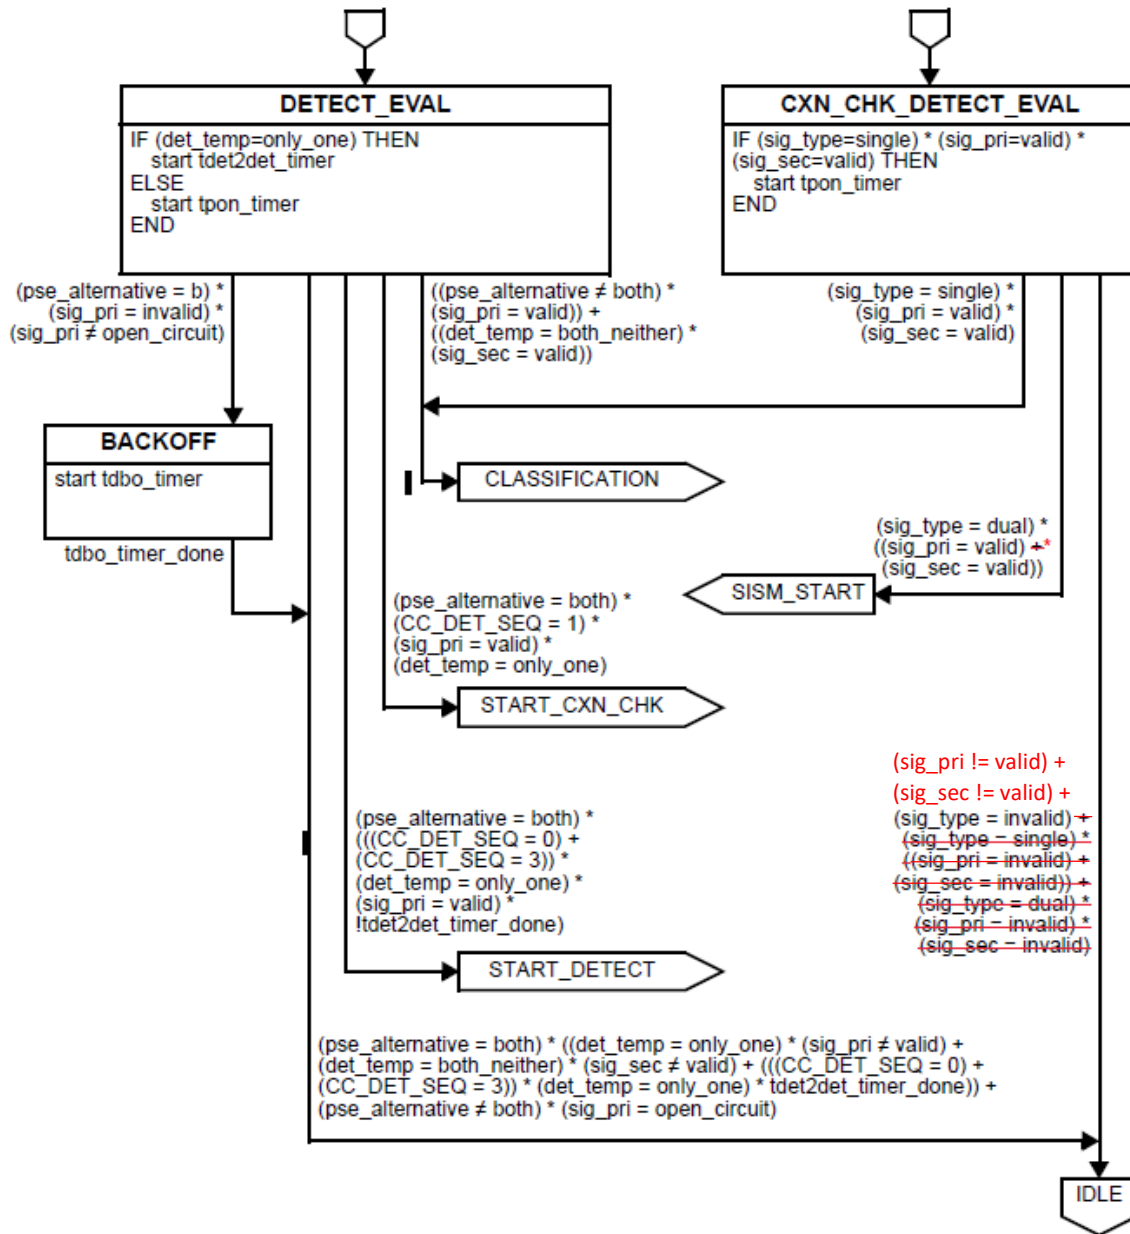 DETECT_EVAL
IF (det_temp=only_one) THEN
start tdet2det_timer
ELSE
start tpon_timer
END
CXN_CHK_DETECT_EVAL
IF (sig_type=single) * (sig_pri=valid) *
(sig_sec=valid) THEN
start tpon_timer
END
(pse_alternative = b) *
(sig_pri = invalid) *
(sig_pri ≠ open_circuit)
((pse_alternative ≠ both) *
(sig_pri = valid)) +
((det_temp = both_neither) *
(sig_sec = valid))
(sig_type = single) *
(sig_pri = valid) *
(sig_sec = valid)
BACKOFF
start tdbo_timer
tdbo_timer_done
CLASSIFICATION
(sig_type = dual) *
((sig_pri = valid) +*
(sig_sec = valid))
SISM_START
(pse_alternative = both) *
(CC_DET_SEQ = 1) *
(sig_pri = valid) *
(det_temp = only_one)
START_CXN_CHK
(sig_pri != valid) +
(sig_sec != valid) +
(sig_type = invalid) +
(sig_type = single) *
((sig_pri = invalid) +
(sig_sec = invalid)) +
(sig_type = dual) *
(sig_pri = invalid) *
(sig_sec = invalid)
(pse_alternative = both) *
(((CC_DET_SEQ = 0) +
(CC_DET_SEQ = 3)) *
(det_temp = only_one) *
(sig_pri = valid) *
!tdet2det_timer_done)
START_DETECT
(pse_alternative = both) * ((det_temp = only_one) * (sig_pri ≠ valid) +
(det_temp = both_neither) * (sig_sec ≠ valid) + (((CC_DET_SEQ = 0) +
(CC_DET_SEQ = 3)) * (det_temp = only_one) * tdet2det_timer_done)) +
(pse_alternative ≠ both) * (sig_pri = open_circuit)
IDLE